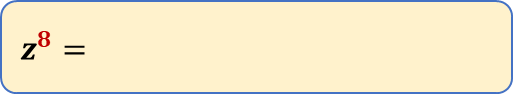 z⁸ =